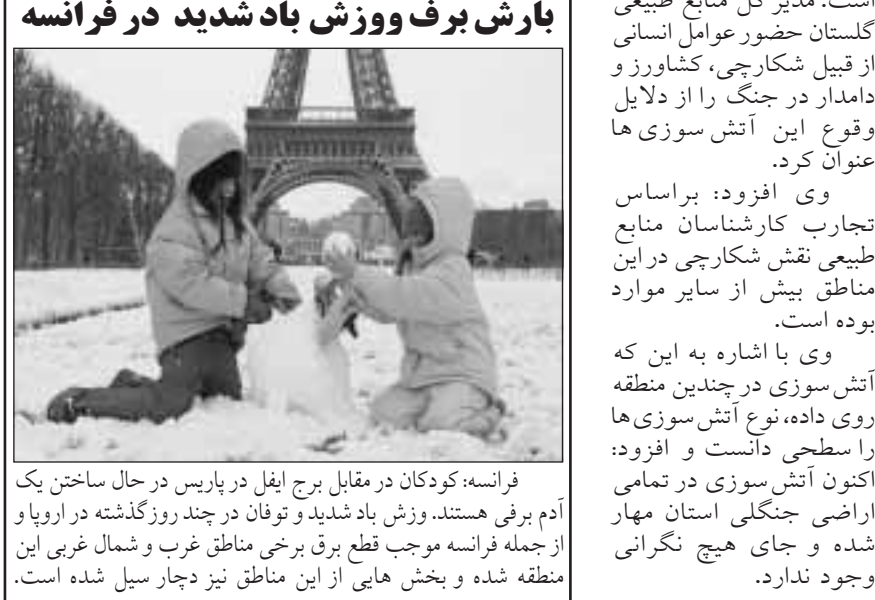 است. مدیر کل منابع طبیعی
گلستان حضور عوامل انسانی
از قبیل شکارچی، کشاورز و
دامدار در جنگ را از دلایل
وقوع این آتش سوزی ها
عنوان کرد.
وی افزود: براساس
تجارب کارشناسان منابع
طبیعی نقش شکارچی در این
مناطق بیش از سایر موارد
بوده است.
وی با اشاره به این که
آتش سوزی در چندین منطقه
روی داده، نوع آتش سوزی ها
را سطحی دانست و افزود:
اکنون آتش سوزی در تمامی
اراضی جنگلی استان مهار
شده و جای هیچ نگرانی
وجود ندارد.
بارش برف ووزش باد شدید در فرانسه
فرانسه: کودکان در مقابل برج ایفل در پاریس در حال ساختن یک
آدم برفی هستند. وزش باد شدید و توفان در چند روز گذشته در اروپا و
از جمله فرانسه موجب قطع برق برخی مناطق غرب و شمال غربی این
منطقه شده و بخش هایی از این مناطق نیز دچار سیل شده است.